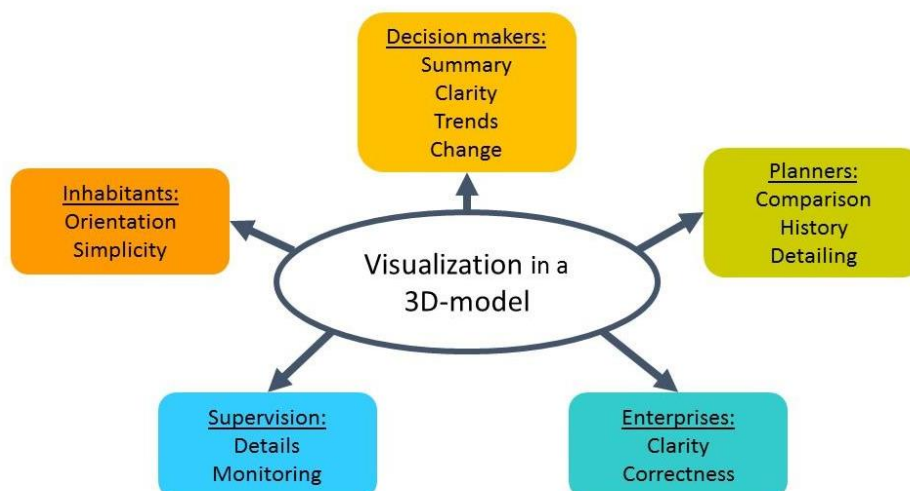 Decision makers:
Summary
Clarity
Trends
Change
Inhabitants:
Orientation
Simplicity
Planners:
Comparison
History
Detailing
Visualization in a
3D-model
Supervision:
Details
Monitoring
Enterprises:
Clarity
Correctness